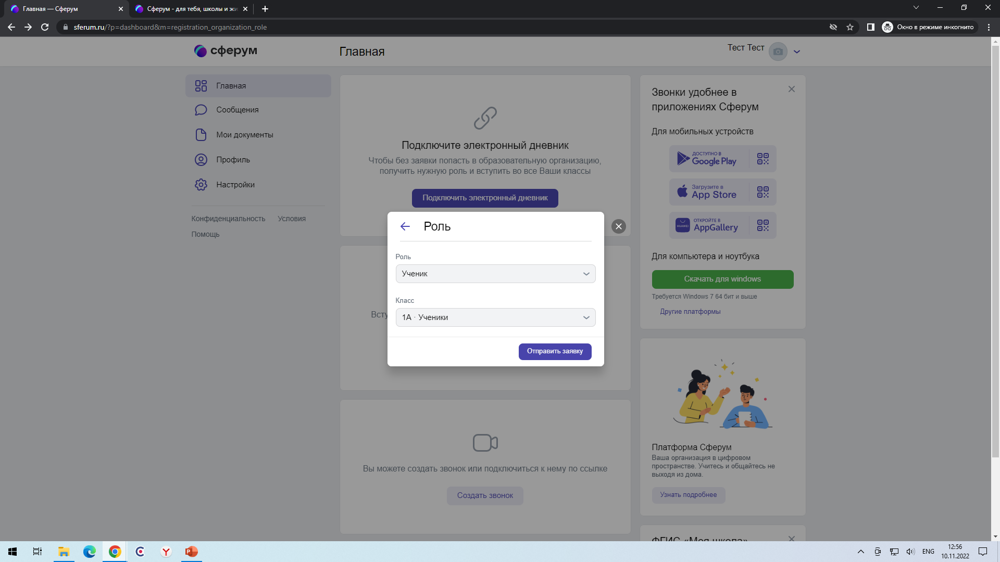 Главная — Сферум
Сферум - для тебя, школы и жи
sferum.ru/?p=dashboard&m=registration_organization_role
Окно в режиме инкогнито
сферум
Главная
Тест Тест
Главная
Сообщения
Мои документы
Профиль
Настройки
Конфиденциальность Условия
Помощь
Подключите электронный дневник
Чтобы без заявки попасть в образовательную организацию,
получить нужную роль и вступить во все Ваши классы
Подключить электронный дневник
Роль
Роль
Ученик
Класс
1А · Ученики
Отправить заявку
Всту
Вы можете создать звонок или подключиться к нему по ссылке
Создать звонок
Звонки удобнее в
приложениях Сферум
Для мобильных устройств
ДОСТУПНО В
Google Play
Загрузите в
App Store
HUAWEI
ОТКРОЙТЕ В
AppGallery
Для компьютера и ноутбука
Скачать для windows
Требуется Windows 7 64 бит и выше
Другие платформы
Платформа Сферум
Ваша организация в цифровом
пространстве. Учитесь и общайтесь не
выходя из дома.
Узнать подробнее
ФГИС «Моя школа»
ENG
12:56
10.11.2022